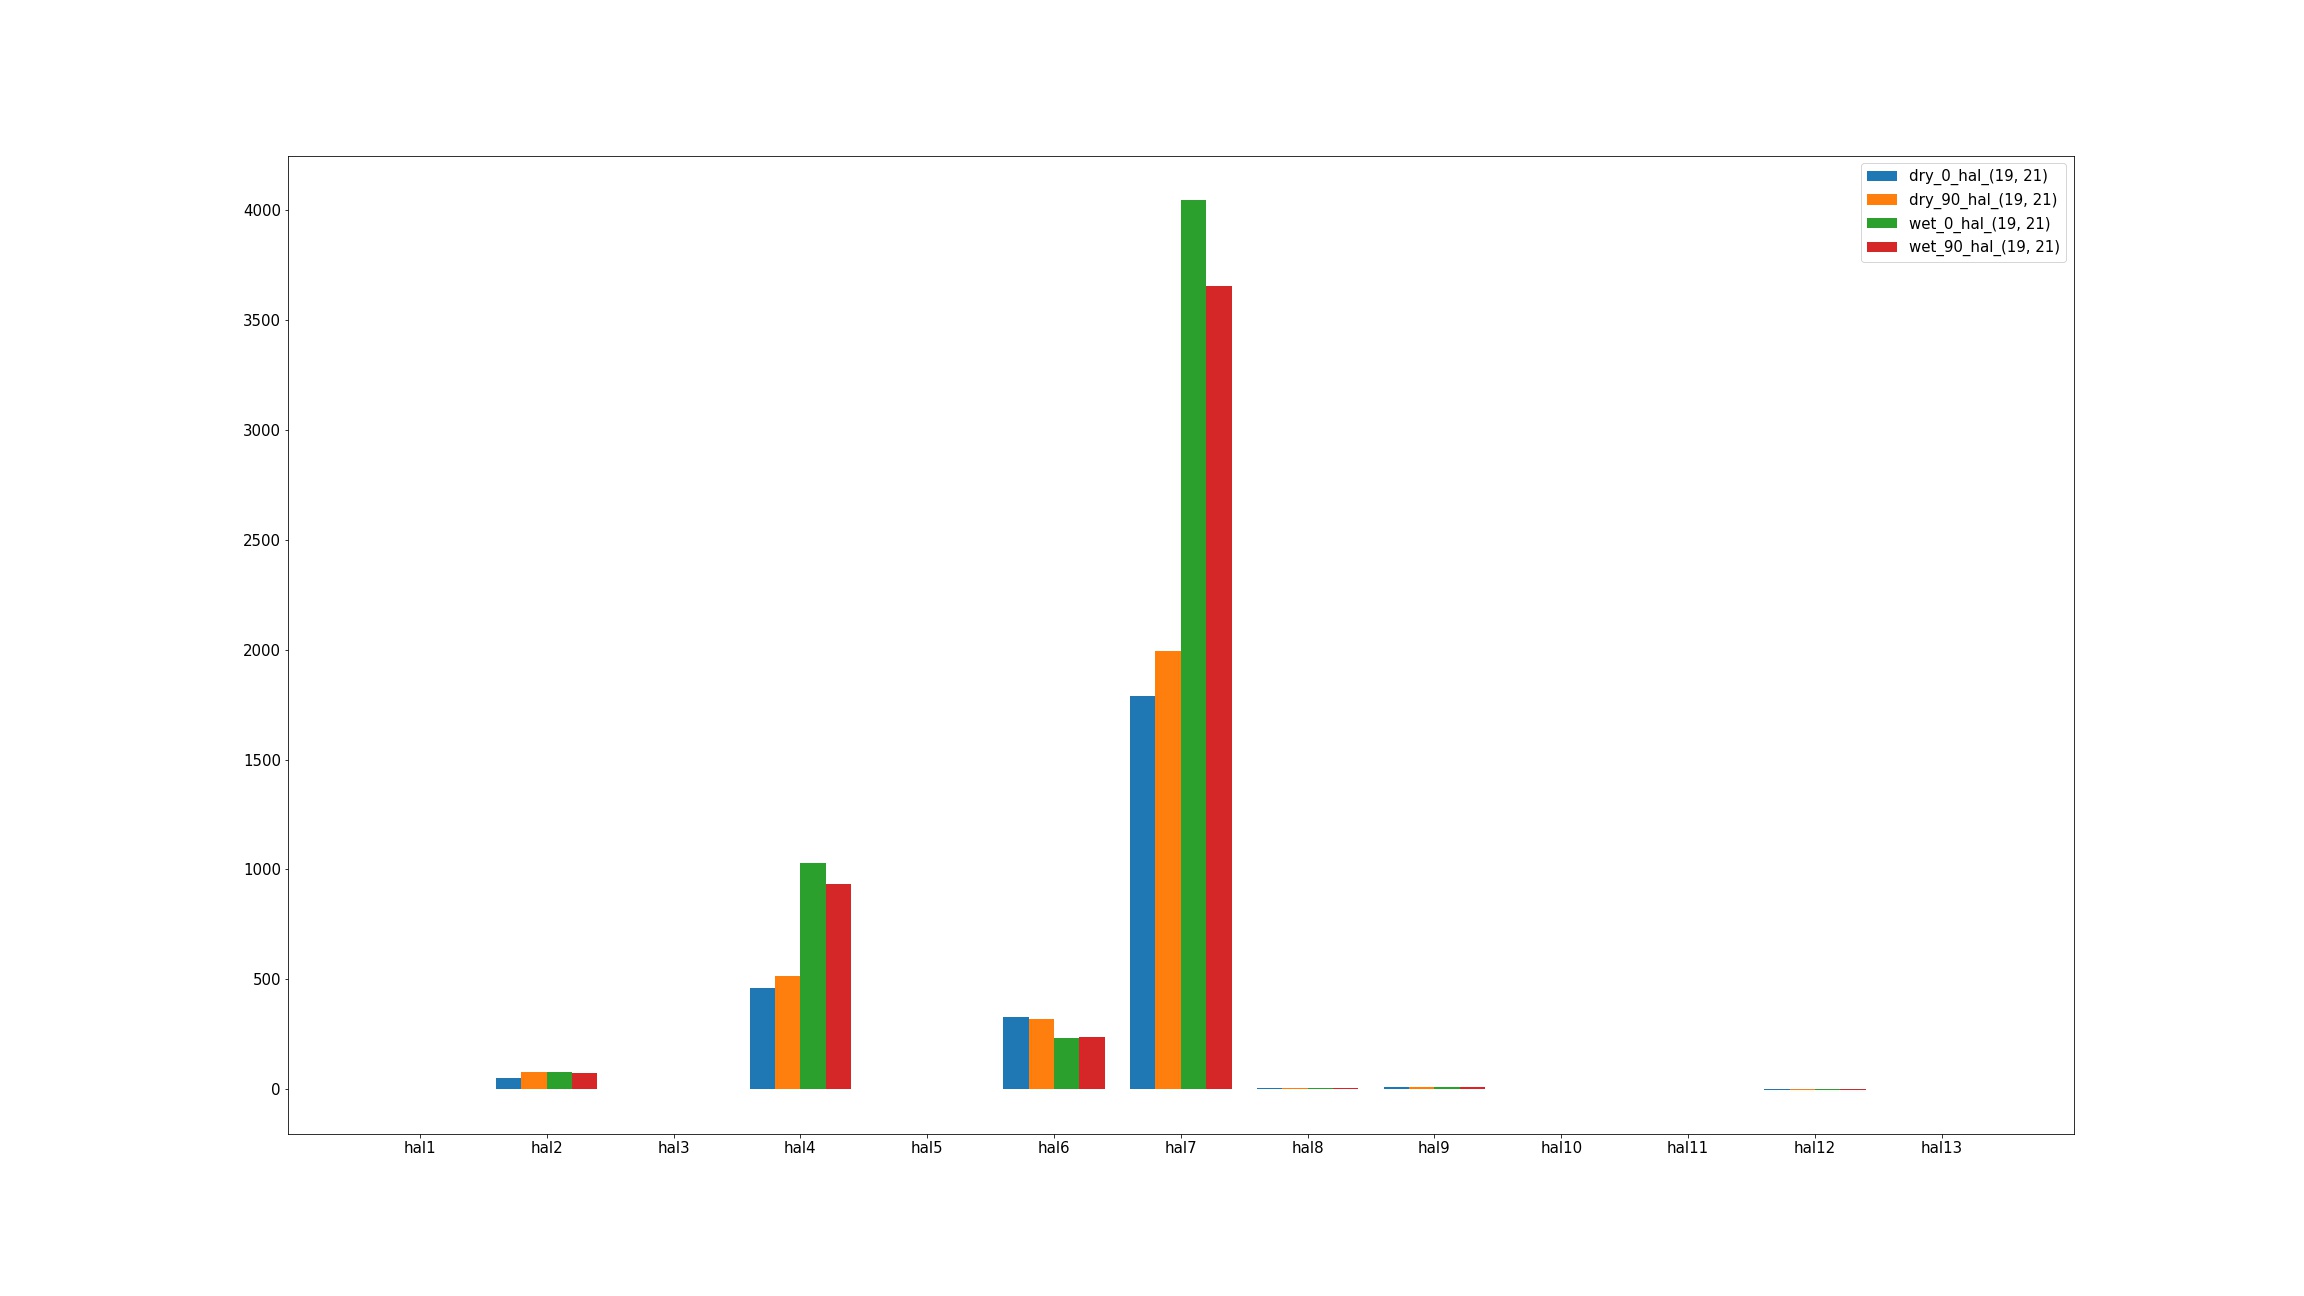 dry_0_hal_(19, 21)
dry_90_hal_(19, 21)
wet_0_hal_(19, 21)
wet_90_hal_(19, 21)
4000
3500
3000
2500
2000
1500
1000
500
0
hal1 hal2 hal3 hal4 hal5 hal6 hal7 hal8 hal9 hal10 hal11 hal12 hal13